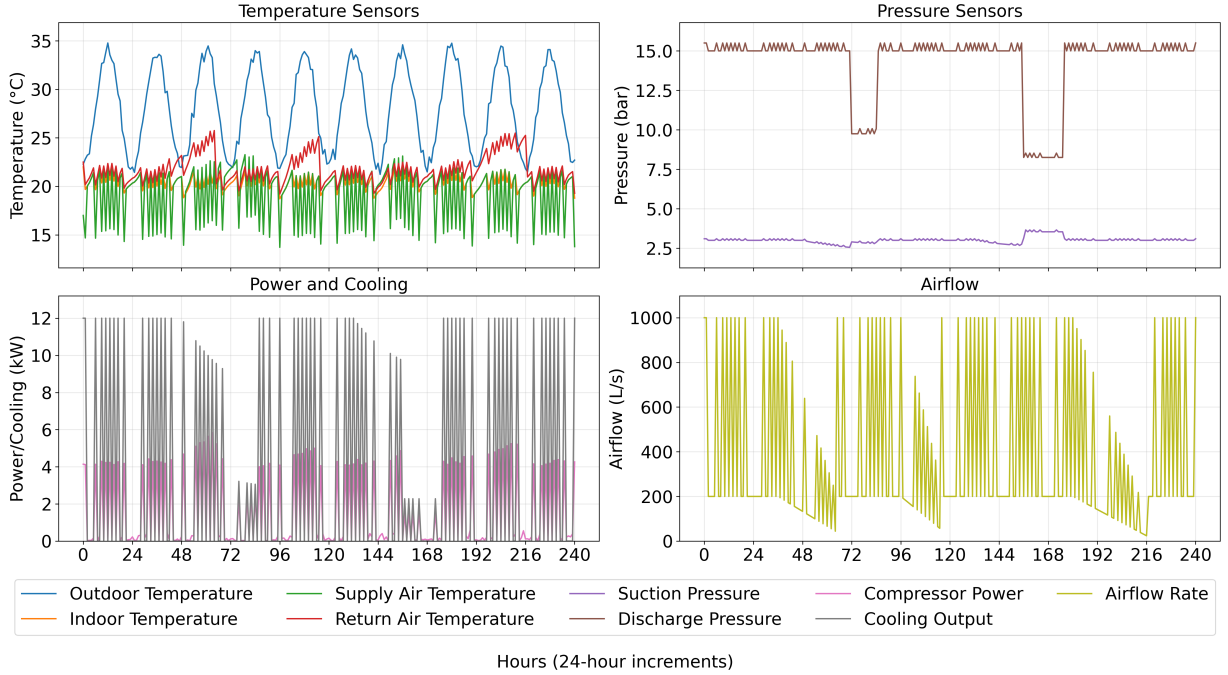 Temperature Sensors
Pressure Sensors
Temperature (°C)
35
30
25
20
15
Pressure (bar)
15.0
12.5
10.0
7.5
5.0
2.5
Power and Cooling
Airflow
Power/Cooling (kW)
12
10
8
6
4
2
0
0 24 48 72 96 120 144 168 192 216 240
Airflow (L/s)
1000
800
600
400
200
0
0 24 48 72 96 120 144 168 192 216 240
Outdoor Temperature Supply Air Temperature Suction Pressure Compressor Power Airflow Rate
Indoor Temperature Return Air Temperature Discharge Pressure Cooling Output
Hours (24-hour increments)